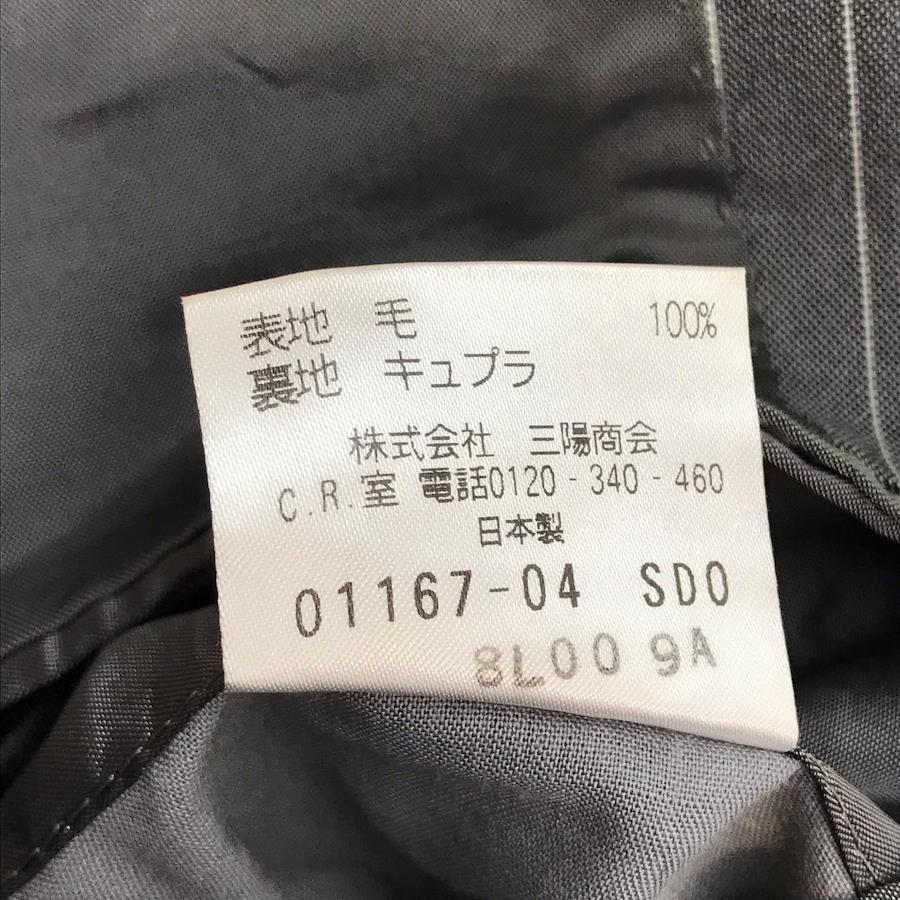 表地 毛 100%
裏地 キュプラ
株式会社 三陽商会
C.R.室 電話0120-340-460
日本製
01167-04 SDO
8L00 9A